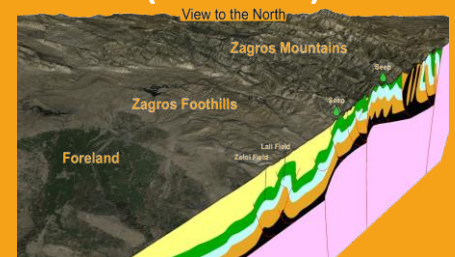 View to the North
Zagros Mountains
Seep
Zagros Foothills
Seep
Lali Field
Foreland
Zeloi Field